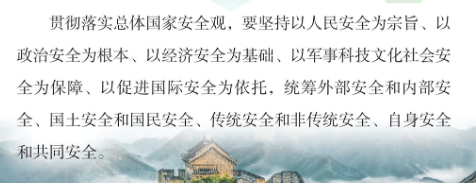 贯彻落实总体国家安全观，要坚持以人民安全为宗旨、以
政治安全为根本、以经济安全为基础、以军事科技文化社会安
全为保障、以促进国际安全为依托，统筹外部安全和内部安
全、国土安全和国民安全、传统安全和非传统安全、自身安全
和共同安全。